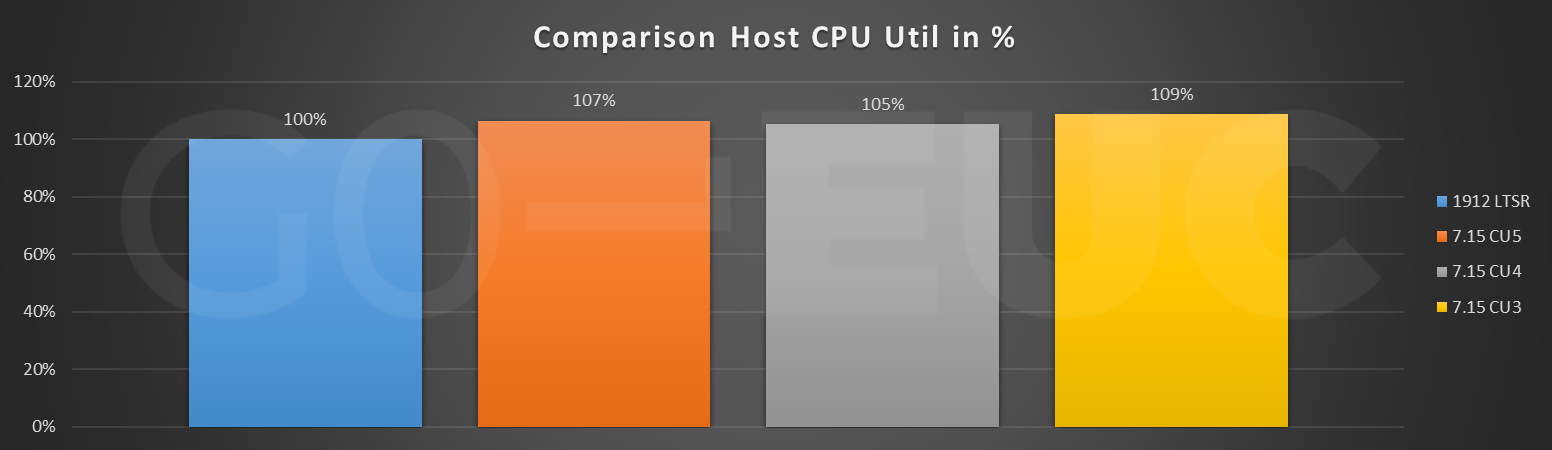 Comparison Host CPU Util in %
120%
100%
80%
60%
40%
20%
0%
100%
107%
105%
109%
GO-EUC
1912 LTSR
7.15 CU5
7.15 CU4
7.15 CU3